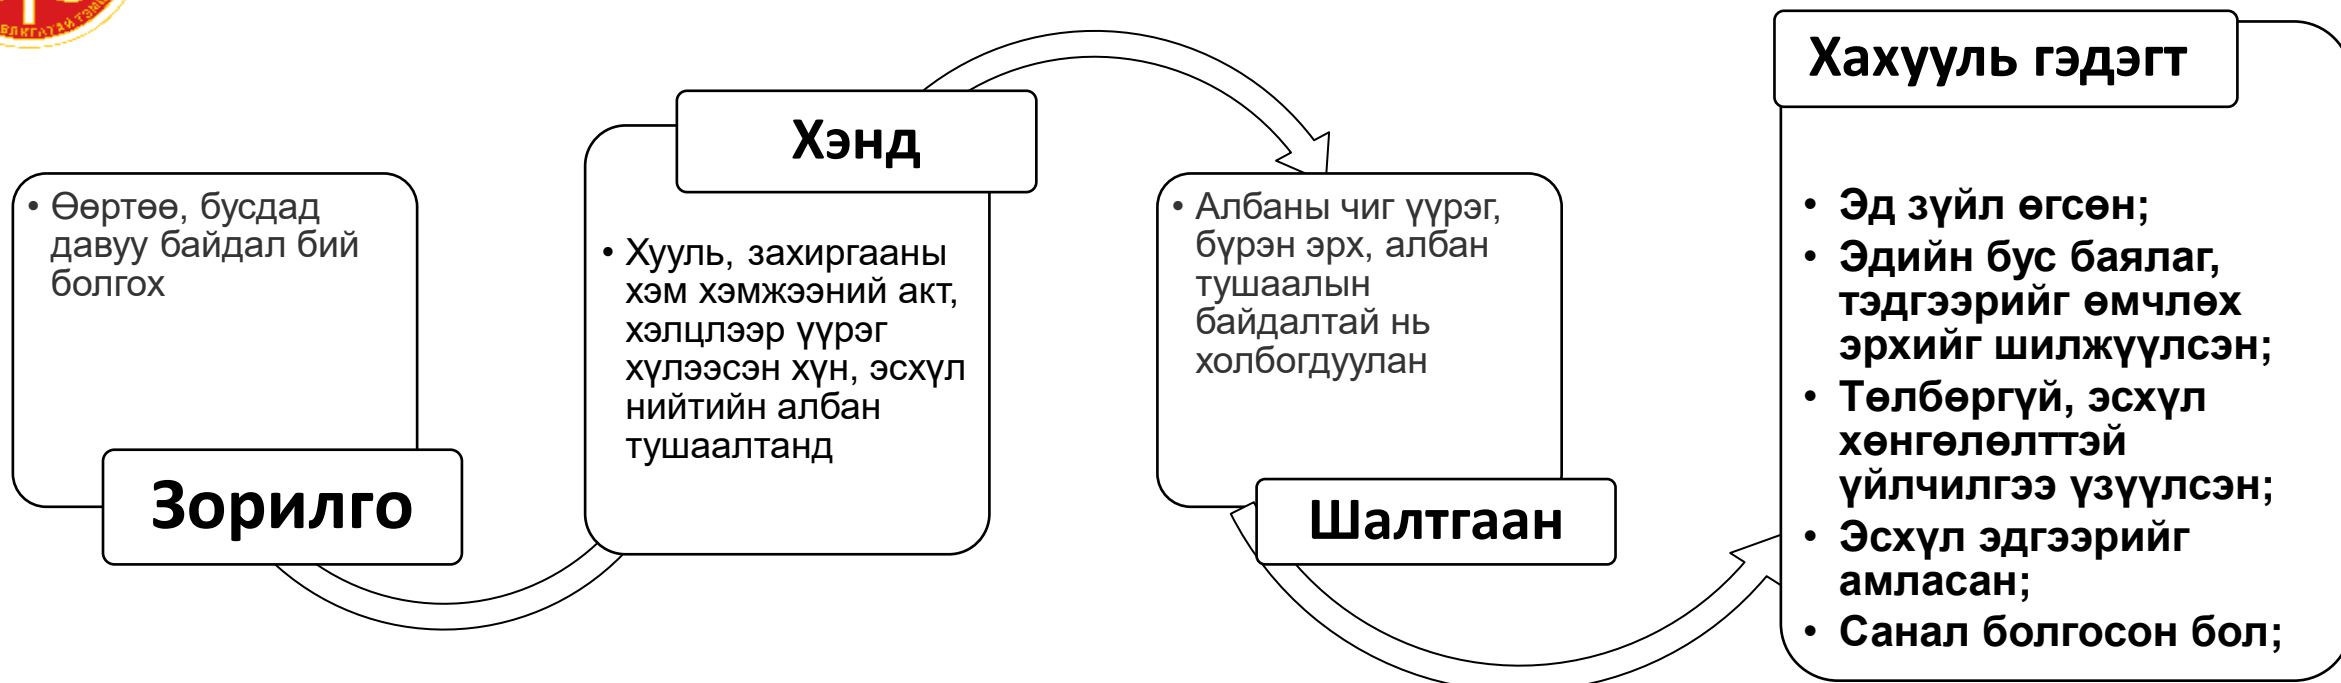 Зорилго
• Өөртөө, бусдад
давуу байдал бий
болгох
Хэнд
• Хууль, захиргааны
хэм хэмжээний акт,
хэлцлээр үүрэг
хүлээсэн хүн, эсхүл
нийтийн албан
тушаалтанд
Шалтгаан
• Албаны чиг үүрэг,
бүрэн эрх, албан
тушаалын
байдалтай нь
холбогдуулан
Хахууль гэдэгт
• Эд зүйл өгсөн;
• Эдийн бус баялаг,
тэдгээрийг өмчлөх
эрхийг шилжүүлсэн;
• Төлбөргүй, эсхүл
хөнгөлөлттэй
үйлчилгээ үзүүлсэн;
• Эсхүл эдгээрийг
амласан;
• Санал болгосон бол;